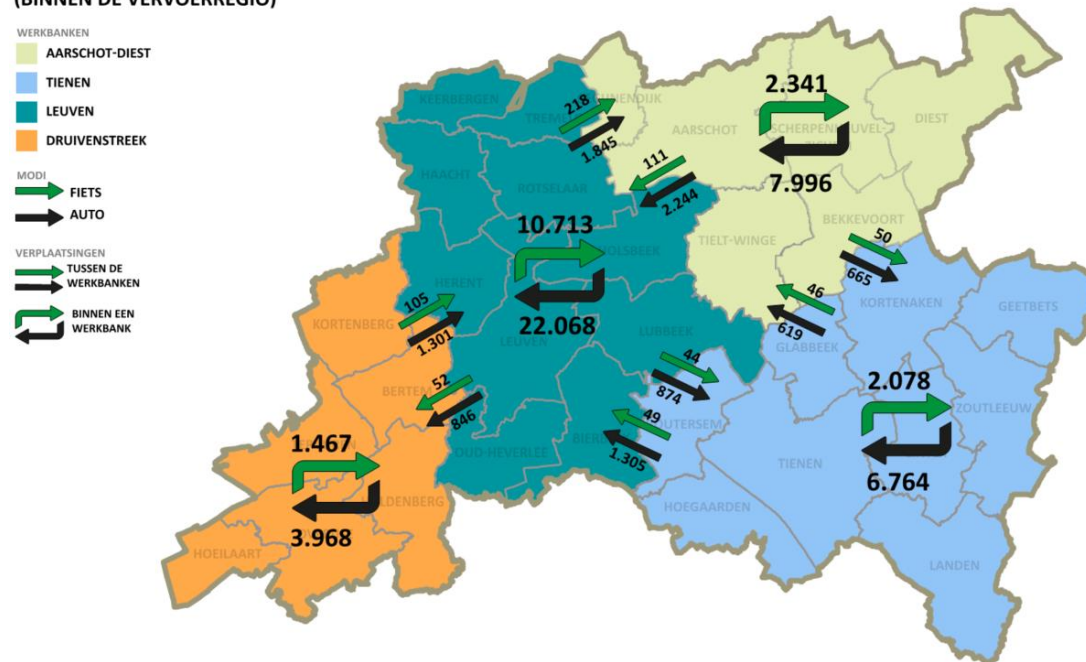 (BINNEN DE VERVOERREGIO)
WERKBANKEN
AARSCHOT-DIEST
TIENEN
LEUVEN
DRUIVENSTREEK
MODI
FIETS
AUTO
VERPLAATSINGEN
TUSSEN DE
WERKBANKEN
BINNEN EEN
WERKBANK
KEERBERGEN
218
1.845
AARSCHOT
2.341
7.996
DIEST
HAACHT
ROTSELAAR
111
2.244
BEKKEVOORT
TIELT-WINGE
10.713
22.068
HERENT
LEUVEN
LUBBEEK
50
665
46
619
KORTENAKEN
GEETBETS
GLABBEEK
KORTENBERG
105
1.301
BERTEM
52
846
44
874
49
1.305
OUD-HEVERLEE
2.078
6.764
ZOUTLEEUW
TIENEN
HOEGAARDEN
LANDEN
1.467
3.968
HOEILAART